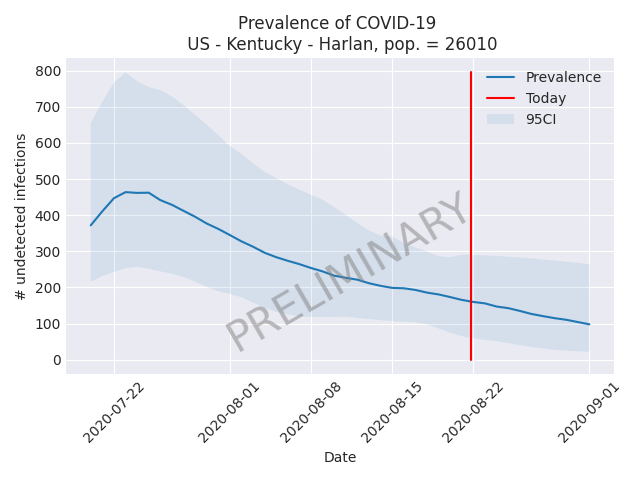 Prevalence of COVID-19
US - Kentucky - Harlan, pop. = 26010
# undetected infections
800
700
600
500
400
300
200
100
0
Prevalence
Today
95CI
PRELIMINARY
2020-07-22
2020-08-01
2020-08-08
2020-08-15
2020-08-22
2020-09-01
Date